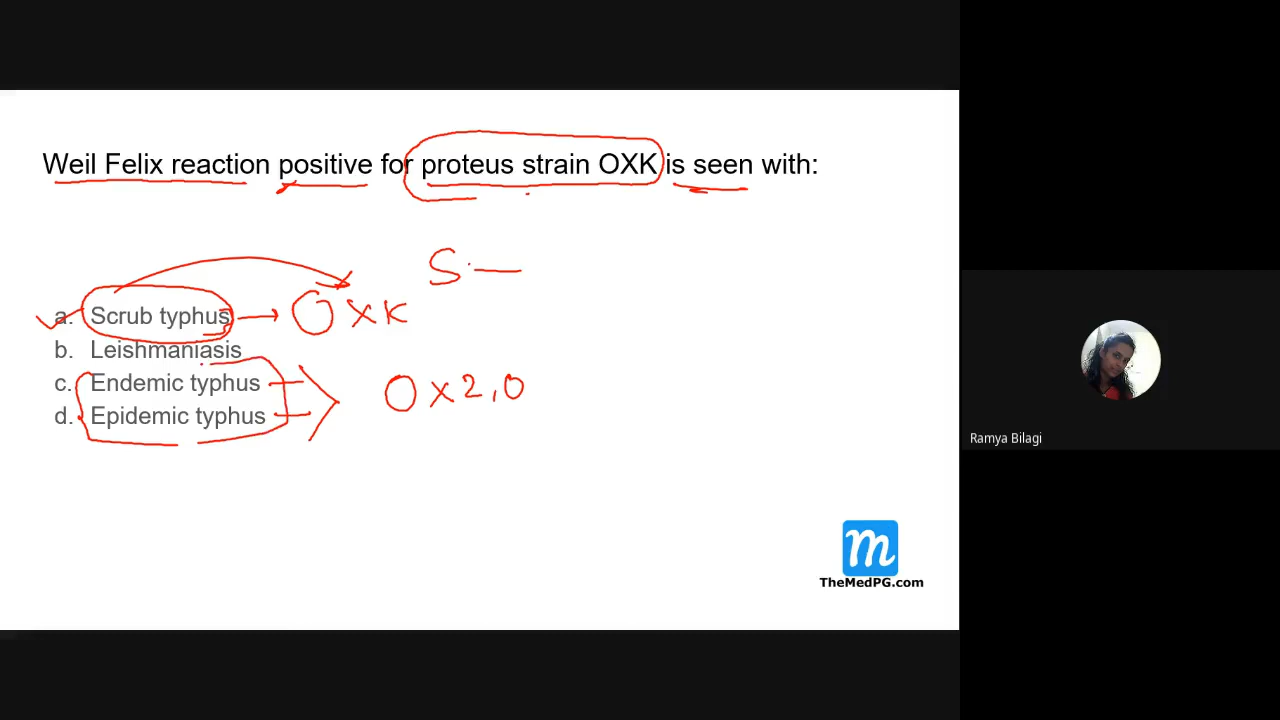 Weil Felix reaction positive for proteus strain OXK is seen with:
S —
a. Scrub typhus → OXK
b. Leishmaniasis
c. Endemic typhus
d. Epidemic typhus
OX2,O
m
TheMedPG.com
Ramya Bilagi